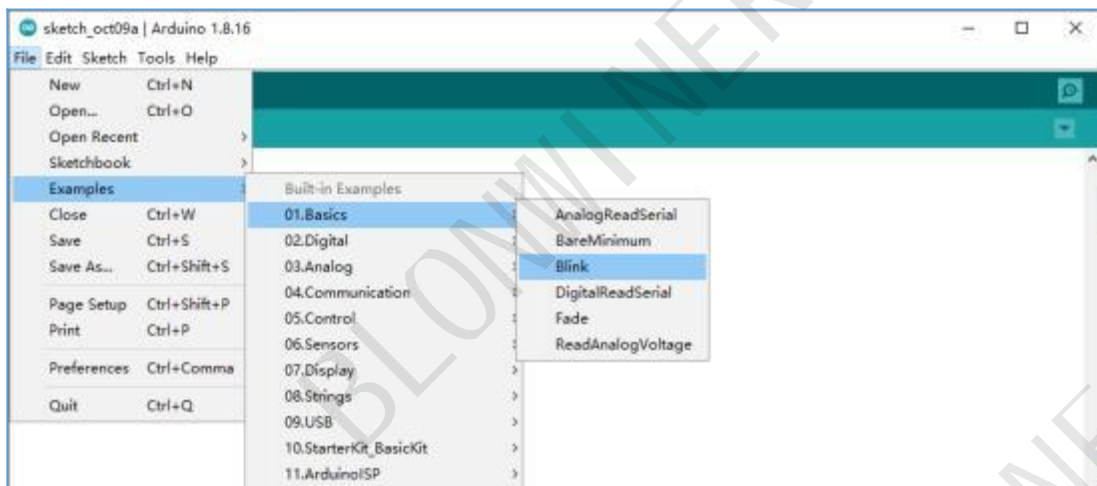 sketch_oct09a | Arduino 1.8.16
File Edit Sketch Tools Help
New Ctrl+N
Open... Ctrl+O
Open Recent
Sketchbook
Examples
Close Ctrl+W
Save Ctrl+S
Save As... Ctrl+Shift+S
Page Setup Ctrl+Shift+P
Print Ctrl+P
Preferences Ctrl+Comma
Quit Ctrl+Q
Built-in Examples
01.Basics
02.Digital
03.Analog
04.Communication
05.Control
06.Sensors
07.Display
08.Strings
09.USB
10.StarterKit_BasicKit
11.ArduinoISP
AnalogReadSerial
BareMinimum
Blink
DigitalReadSerial
Fade
ReadAnalogVoltage
BLONWINER